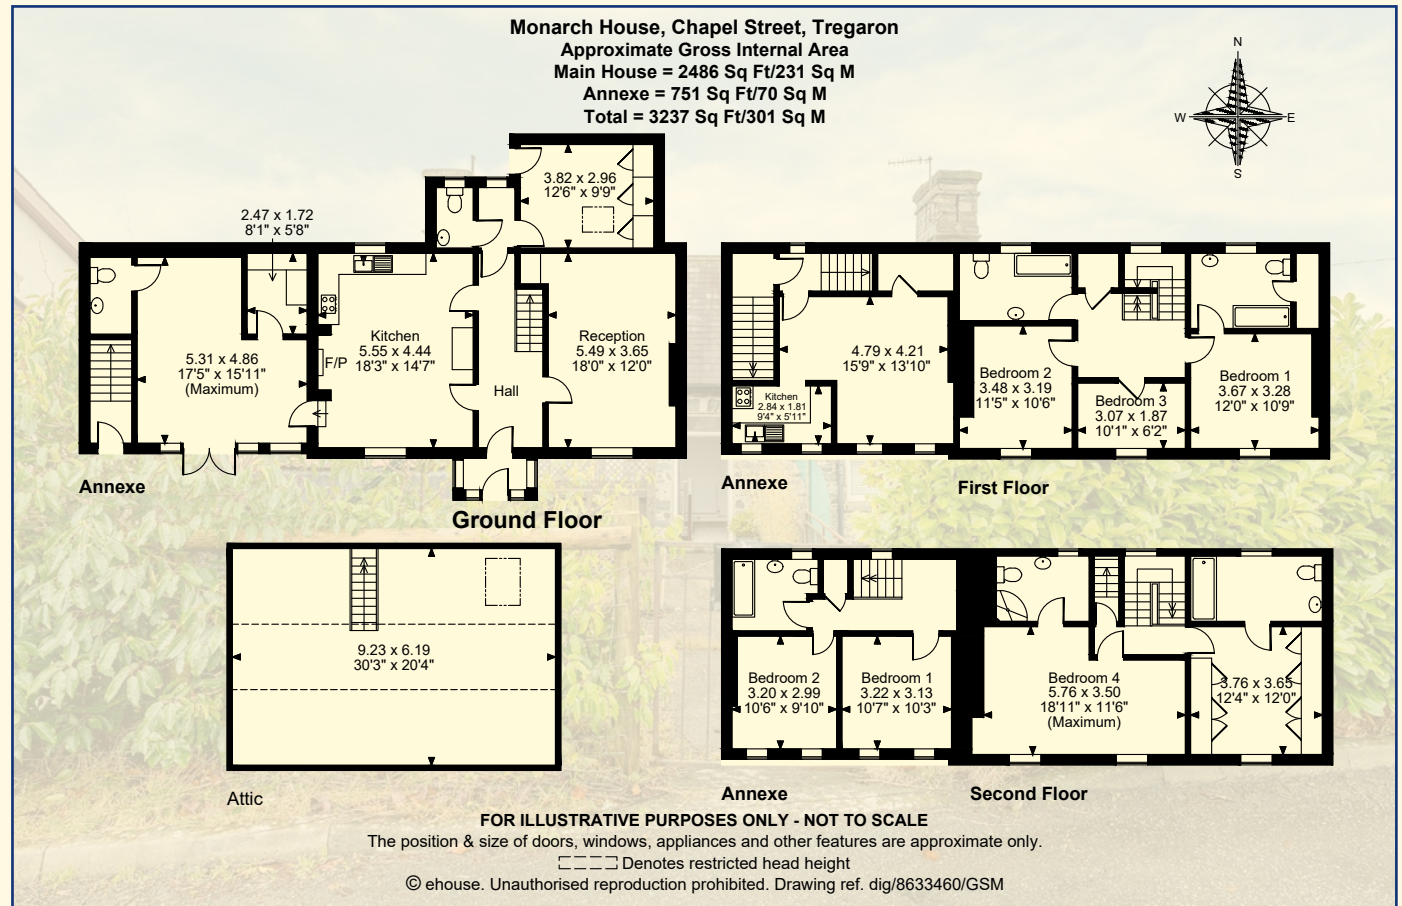 Monarch House, Chapel Street, Tregaron
Approximate Gross Internal Area
Main House = 2486 Sq Ft/231 Sq M
Annexe = 751 Sq Ft/70 Sq M
Total = 3237 Sq Ft/301 Sq M
N
W
E
S
3.82 x 2.96
12'6" x 9'9"
2.47 x 1.72
8'1" x 5'8"
5.31 x 4.86
17'5" x 15'11"
(Maximum)
F/P
Kitchen
5.55 x 4.44
18'3" x 14'7"
Hall
Reception
5.49 x 3.65
18'0" x 12'0"
Annexe
Ground Floor
4.79 x 4.21
15'9" x 13'10"
Kitchen
2.84 x 1.81
9'4" x 5'11"
Bedroom 2
3.48 x 3.19
11'5" x 10'6"
Bedroom 3
3.07 x 1.87
10'1" x 6'2"
Bedroom 1
3.67 x 3.28
12'0" x 10'9"
Annexe
First Floor
9.23 x 6.19
30'3" x 20'4"
Attic
Bedroom 2
3.20 x 2.99
10'6" x 9'10"
Bedroom 1
3.22 x 3.13
10'7" x 10'3"
Bedroom 4
5.76 x 3.50
18'11" x 11'6"
(Maximum)
3.76 x 3.65
12'4" x 12'0"
Annexe
Second Floor
FOR ILLUSTRATIVE PURPOSES ONLY - NOT TO SCALE
The position & size of doors, windows, appliances and other features are approximate only.
Denotes restricted head height
© ehouse. Unauthorised reproduction prohibited. Drawing ref. dig/8633460/GSM